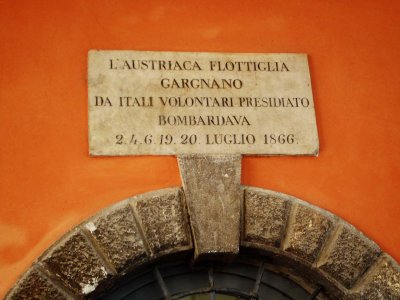 L'AUSTRIACA FLOTTIGLIA
GARGNANO
DA ITALI VOLONTARI PRESIDIATO
BOMBARDAVA
2.4.6.19.20. LUGLIO 1866.